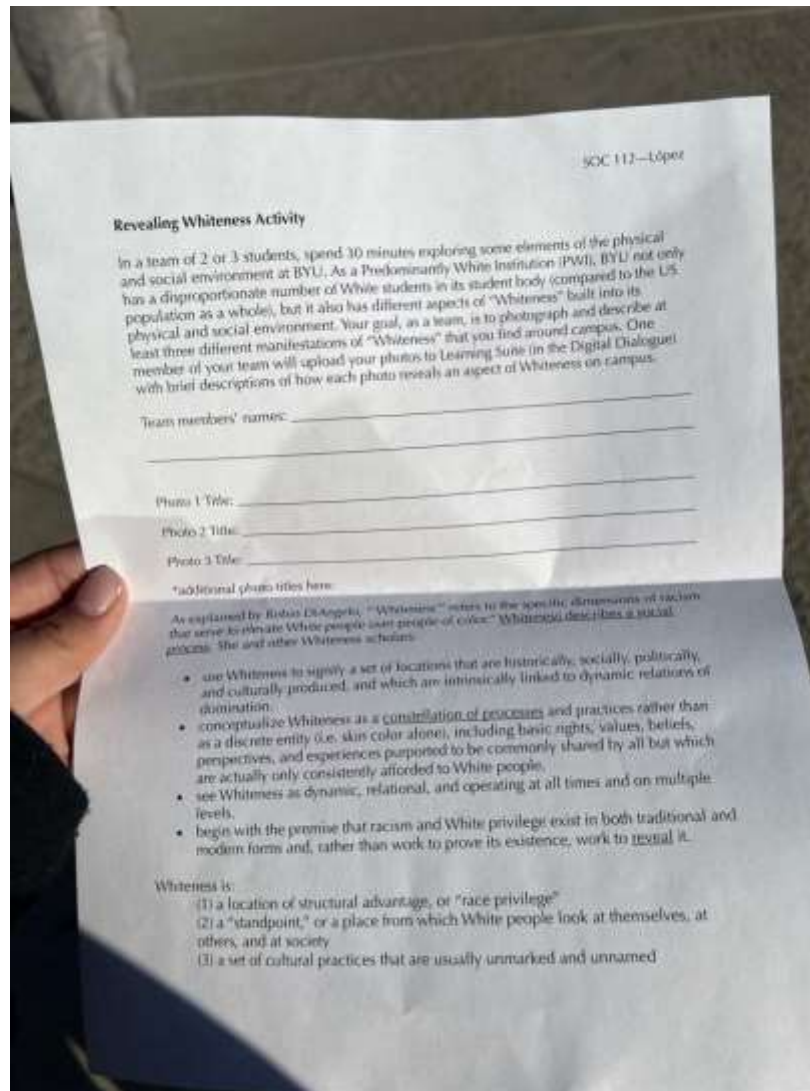 SOC 112—López
Revealing Whiteness Activity
In a team of 2 or 3 students, spend 30 minutes exploring some elements of the physical
and social environment at BYU. As a Predominantly White Institution (PWI), BYU not only
has a disproportionate number of White students in its student body (compared to the US
population as a whole), but it also has different aspects of "Whiteness" built into its
physical and social environment. Your goal, as a team, is to photograph and describe at
least three different manifestations of "Whiteness" that you find around campus. One
member of your team will upload your photos to Learning Suite (in the Digital Dialogue)
with brief descriptions of how each photo reveals an aspect of Whiteness on campus.
Team members' names:
Photo 1 Title:
Photo 2 Title:
Photo 3 Title:
*additional photo titles here:
As explained by Robin DiAngelo, "Whiteness" refers to the specific dimensions of racism
that serve to elevate White people over people of color." Whiteness describes a social
process. She and other Whiteness scholars:
• use Whiteness to signify a set of locations that are historically, socially, politically,
and culturally produced, and which are intrinsically linked to dynamic relations of
domination.
• conceptualize Whiteness as a constellation of processes and practices rather than
as a discrete entity (i.e. skin color alone), including basic rights, values, beliefs,
perspectives, and experiences purported to be commonly shared by all but which
are actually only consistently afforded to White people.
• see Whiteness as dynamic, relational, and operating at all times and on multiple
levels.
• begin with the premise that racism and White privilege exist in both traditional and
modern forms and, rather than work to prove its existence, work to reveal it.
Whiteness is:
(1) a location of structural advantage, or "race privilege"
(2) a "standpoint," or a place from which White people look at themselves, at
others, and at society
(3) a set of cultural practices that are usually unmarked and unnamed